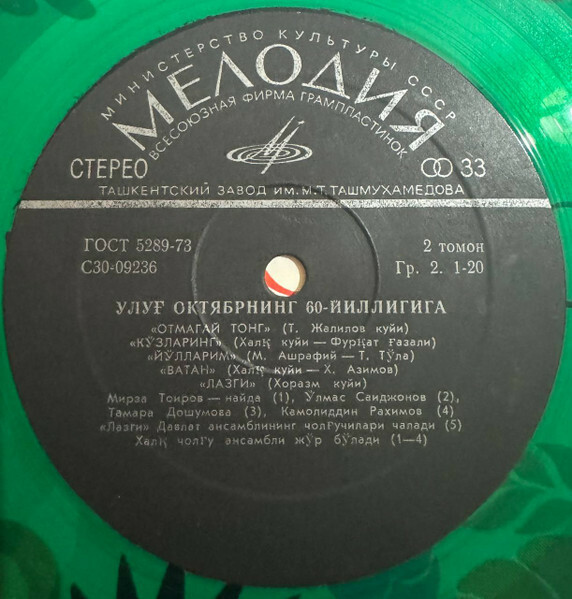 МИНИСТЕРСТВО КУЛЬТУРЫ СССР
МЕЛОДИЯ
ВСЕСОЮЗНАЯ ФИРМА ГРАМПЛАСТИНОК
СТЕРЕО 33
ТАШКЕНТСКИЙ ЗАВОД ИМ. М. Т. ТАШМУХАМЕДОВА
ГОСТ 5289-73 2 томон
С30-09236 Гр. 2. 1-20
УЛУҒ ОКТЯБРНИНГ 60-ЙИЛЛИГИГА
«ОТМАГАЙ ТОНГ» (Т. Жалилов куйи)
«КЎЗЛАРИНГ» (Халқ куйи — Фурқат ғазали)
«ЙЎЛЛАРИМ» (М. Ашрафий — Т. Тўла)
«ВАТАН» (Халқ куйи — Х. Азимов)
«ЛАЗГИ» (Хоразм куйи)
Мирза Тоиров — найда (1), Ўлмас Саиджонов (2),
Тамара Дошумова (3), Камолиддин Рахимов (4)
«Лазги» Давлат ансамблининг чолғучилари чалади (5)
Халқ чолғу ансамбли жўр бўлади (1—4)